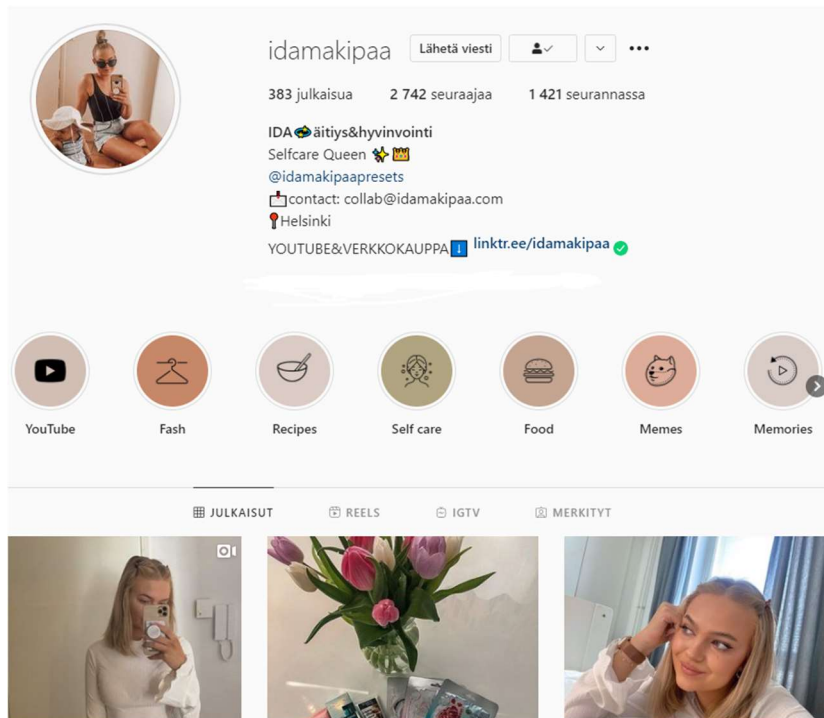 idamakipaa Lähetä viesti
383 julkaisua 2 742 seuraajaa 1 421 seurannassa
IDA💫äitiys&hyvinvointi
Selfcare Queen ✨👑
@idamakipaapresets
📩contact: collab@idamakipaa.com
📍Helsinki
YOUTUBE&VERKKOKAUPPA⬇️ linktr.ee/idamakipaa
YouTube Fash Recipes Self care Food Memes Memories
JULKAISUT REELS IGTV MERKITYT